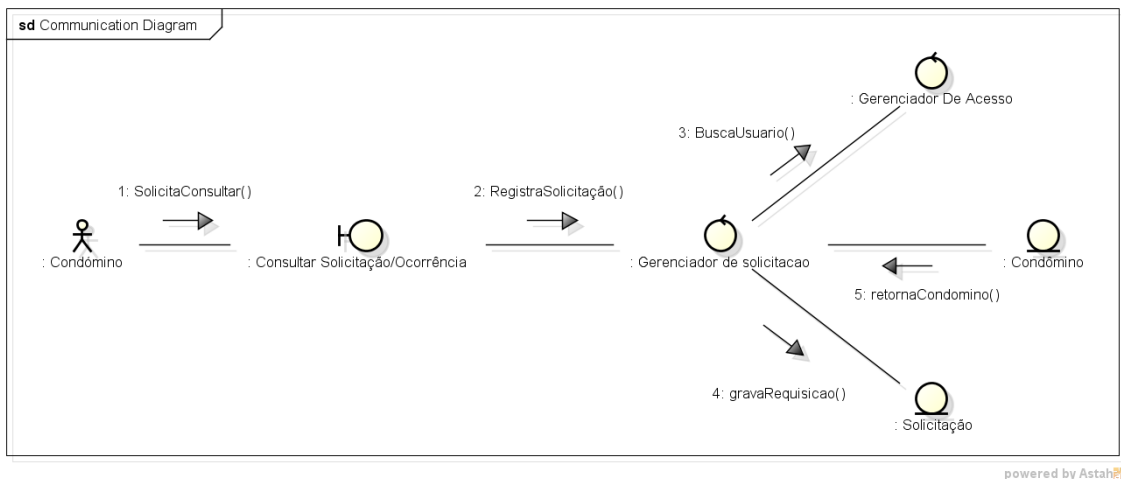 sd Communication Diagram
: Gerenciador De Acesso
3: BuscaUsuario()
1: SolicitaConsultar()
2: RegistraSolicitação()
: Condômino
: Consultar Solicitação/Ocorrência
: Gerenciador de solicitacao
: Condômino
5: retornaCondomino()
4: gravaRequisicao()
: Solicitação
powered by Astah